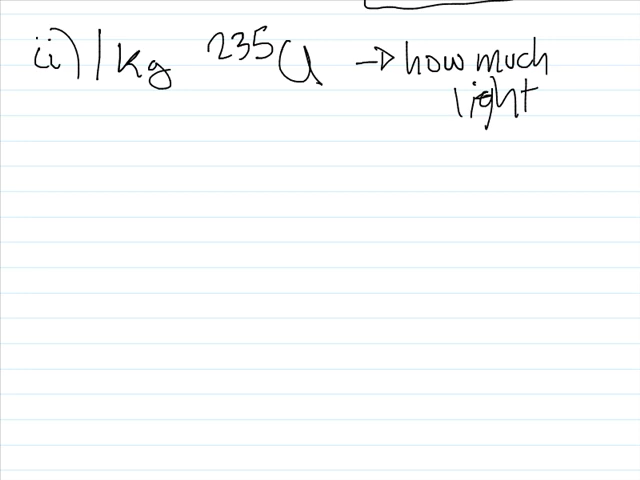 ii) 1 kg ²³⁵U → how much
light